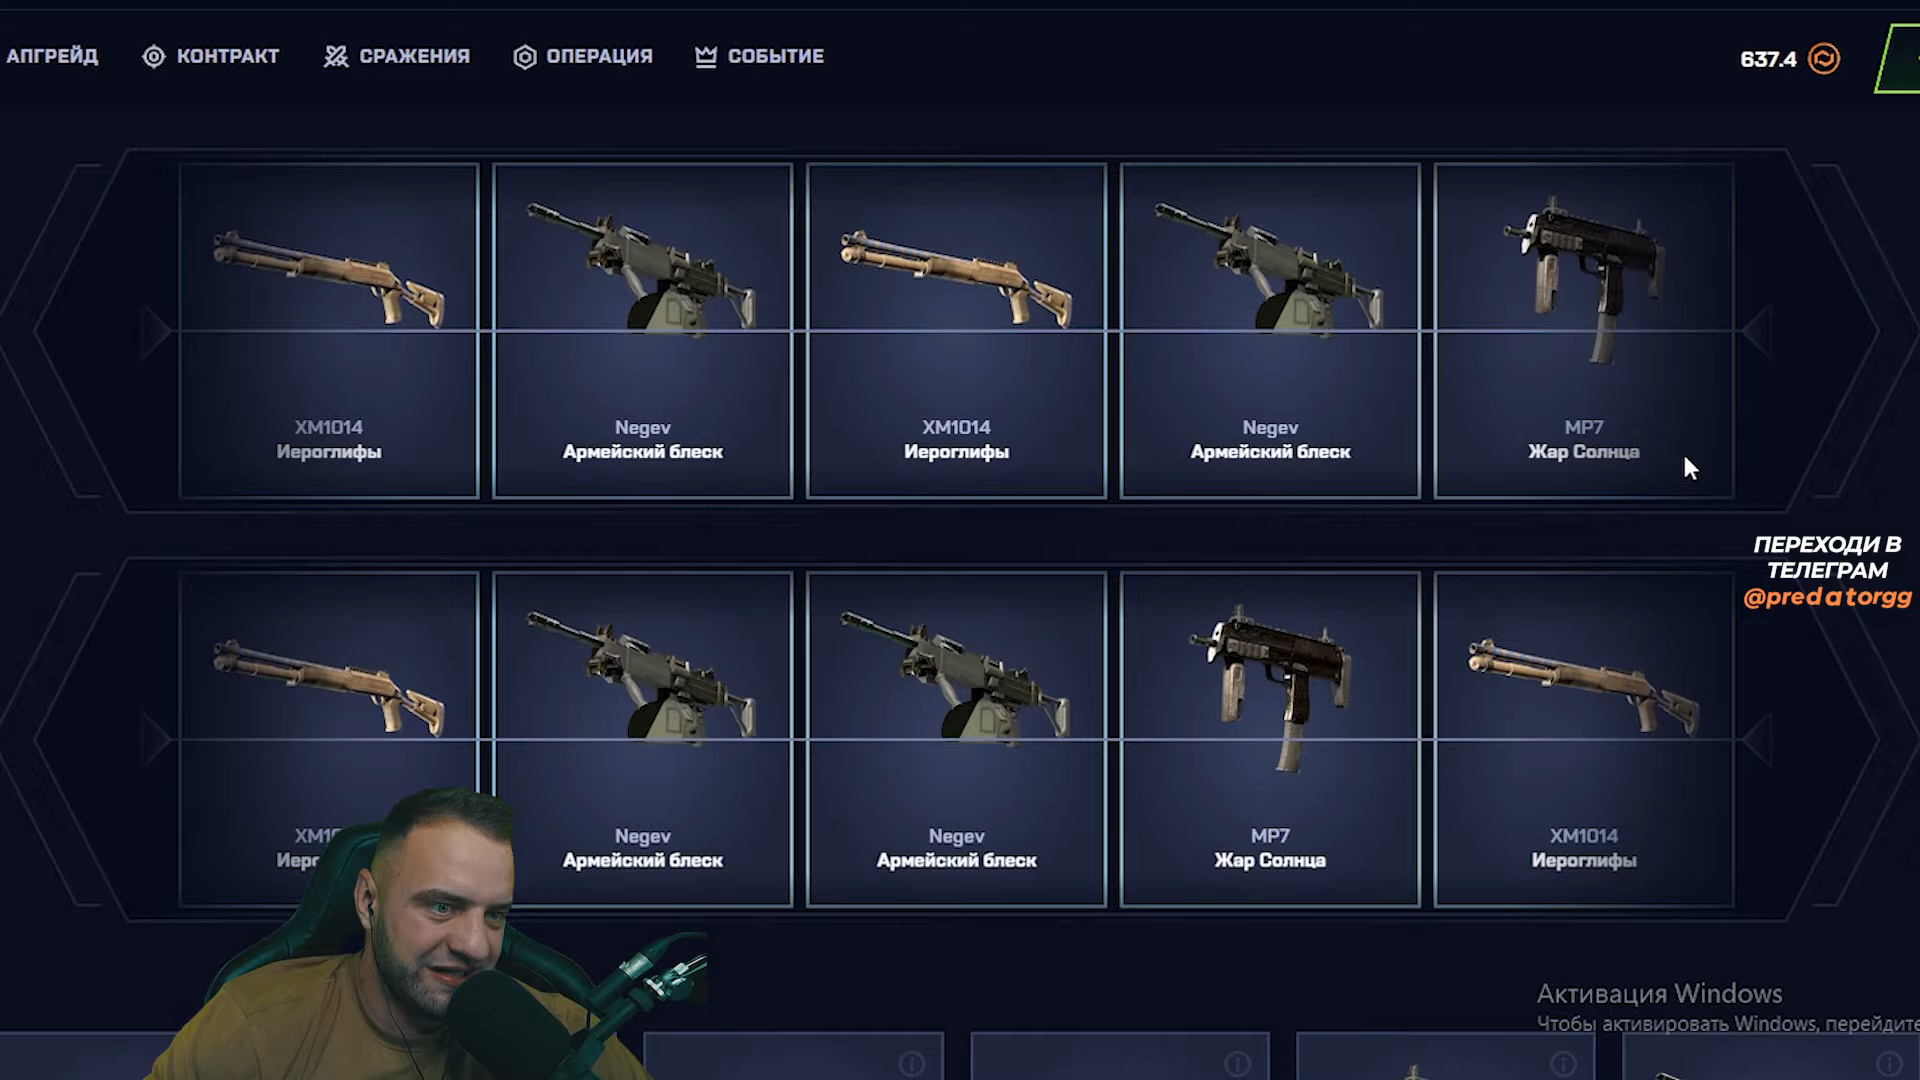 АПГРЕЙД
КОНТРАКТ
СРАЖЕНИЯ
ОПЕРАЦИЯ
СОБЫТИЕ
637.4
XM1014
Иероглифы
Negev
Армейский блеск
XM1014
Иероглифы
Negev
Армейский блеск
MP7
Жар Солнца
ПЕРЕХОДИ В
ТЕЛЕГРАМ
@predatorgg
Negev
Армейский блеск
Negev
Армейский блеск
MP7
Жар Солнца
XM1014
Иероглифы
Активация Windows
Чтобы активировать Windows, перейдите